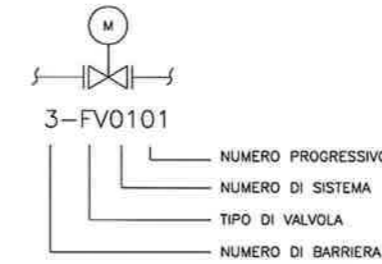 M
3-FV0101
NUMERO PROGRESSIVO
NUMERO DI SISTEMA
TIPO DI VALVOLA
NUMERO DI BARRIERA